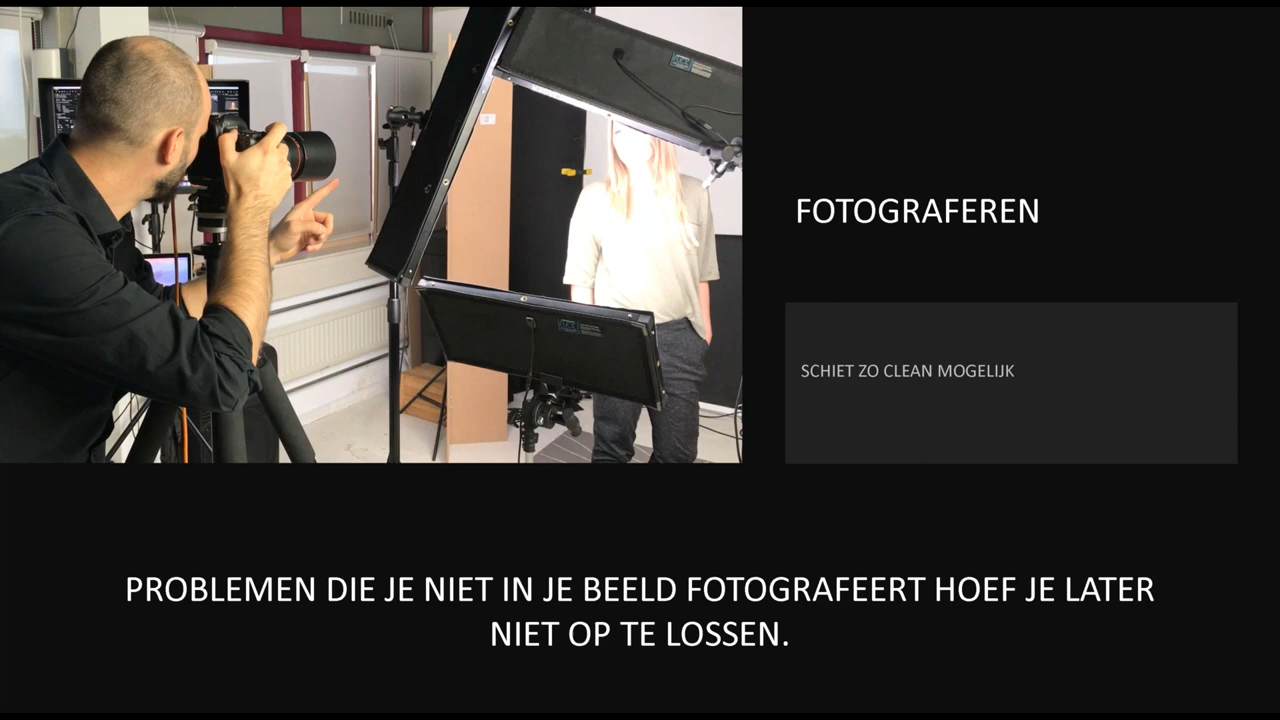 FOTOGRAFEREN
SCHIET ZO CLEAN MOGELIJK
PROBLEMEN DIE JE NIET IN JE BEELD FOTOGRAFEERT HOEF JE LATER
NIET OP TE LOSSEN.